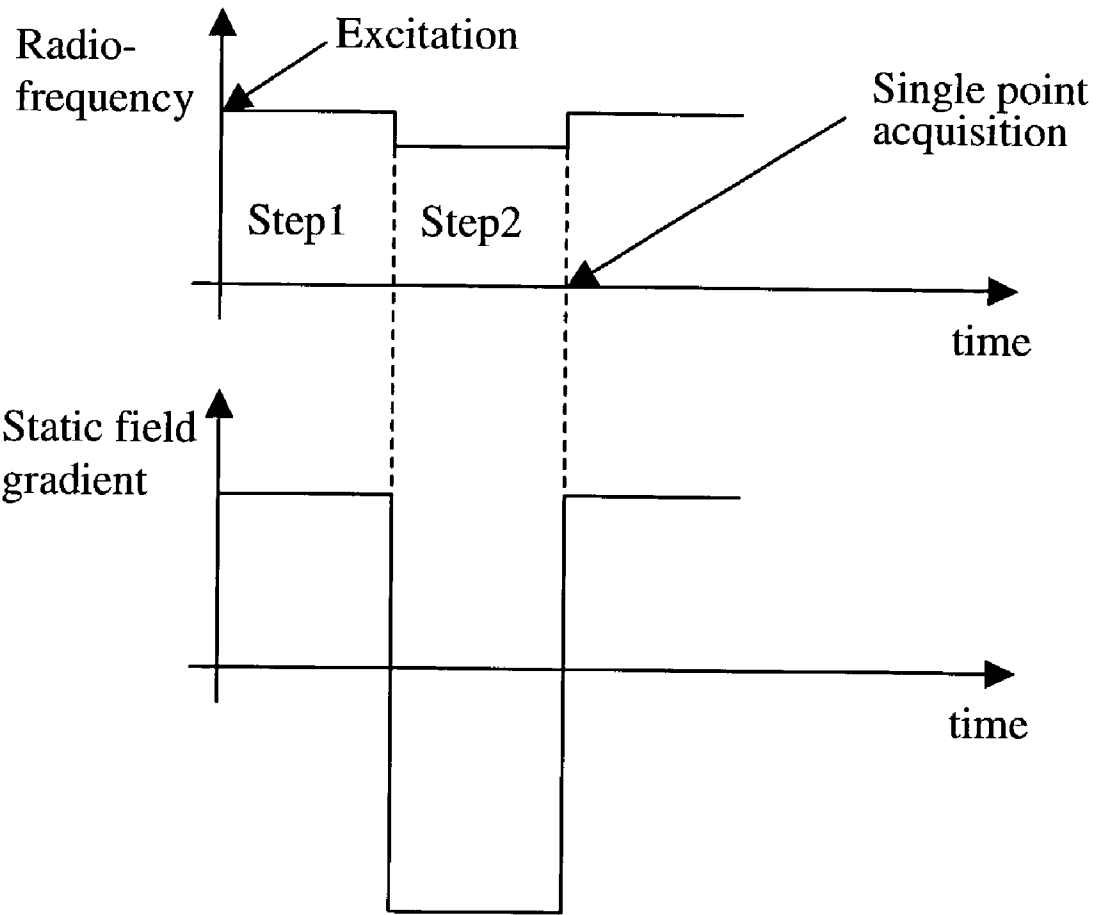 Radio-
frequency
Excitation
Single point
acquisition
Step1
Step2
time
Static field
gradient
time